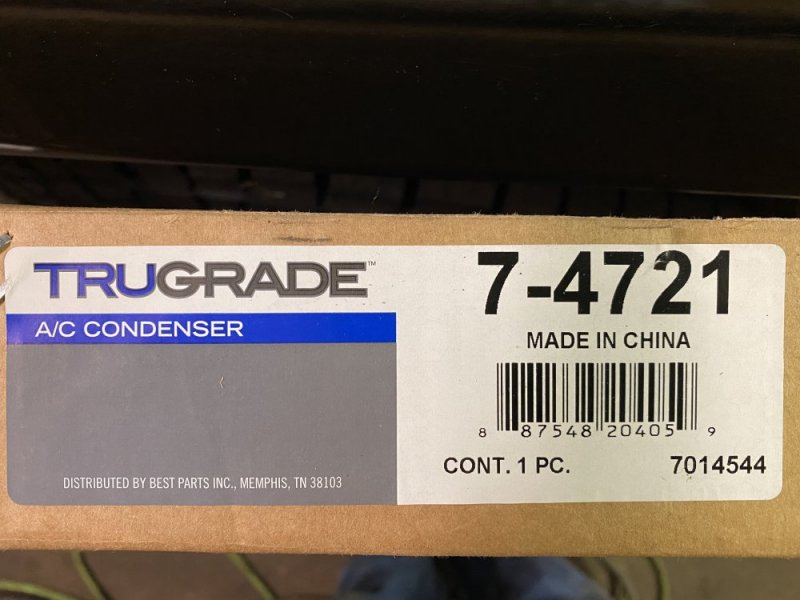 TRUGRADE™
A/C CONDENSER
DISTRIBUTED BY BEST PARTS INC., MEMPHIS, TN 38103
7-4721
MADE IN CHINA
8 87548 20405 9
CONT. 1 PC. 7014544